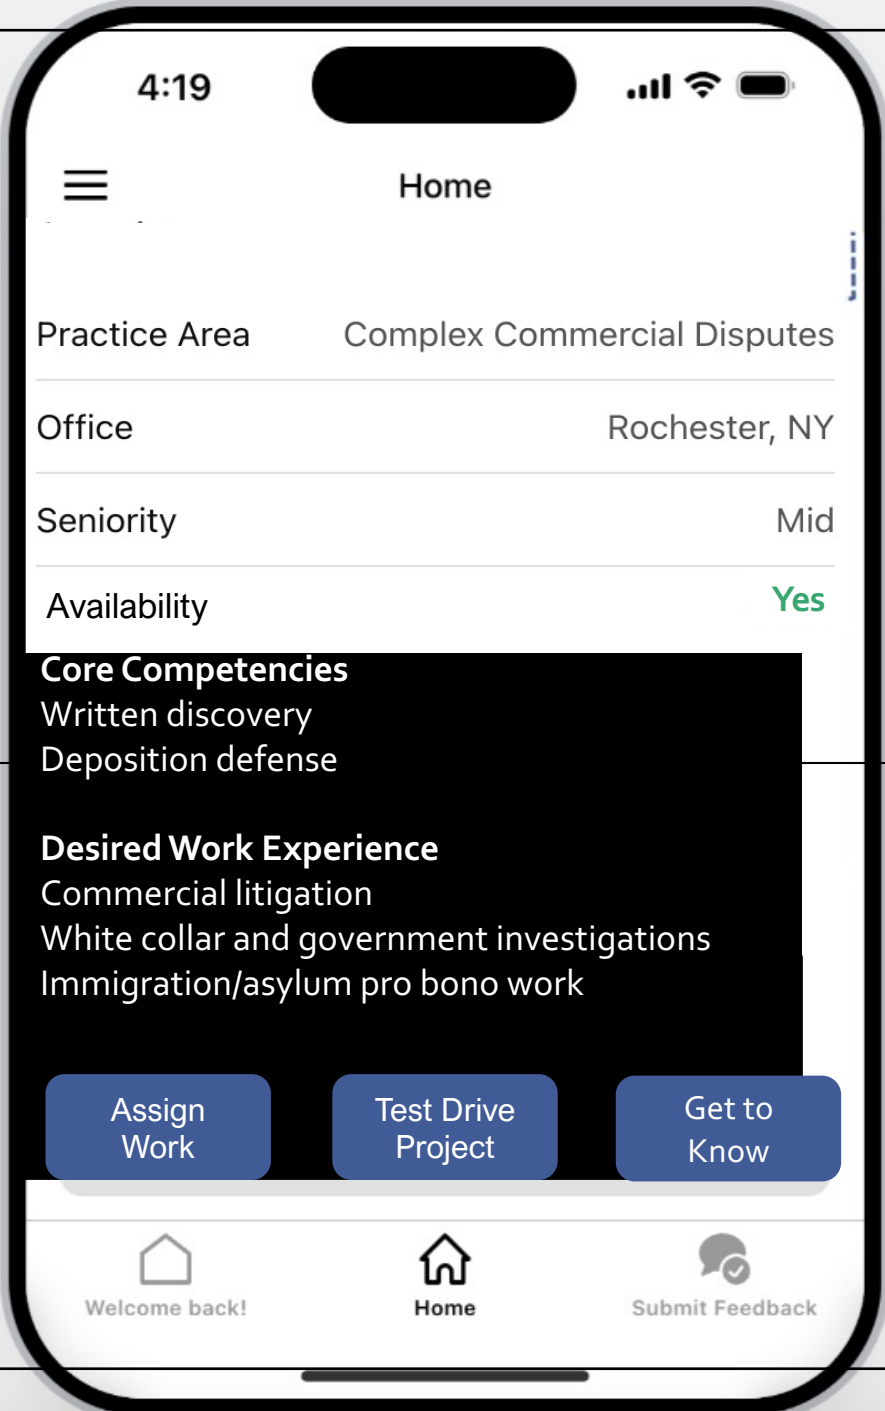 4:19
Home
Practice Area Complex Commercial Disputes
Office Rochester, NY
Seniority Mid
Availability Yes
Core Competencies
Written discovery
Deposition defense
Desired Work Experience
Commercial litigation
White collar and government investigations
Immigration/asylum pro bono work
Assign
Work
Test Drive
Project
Get to
Know
Welcome back! Home Submit Feedback